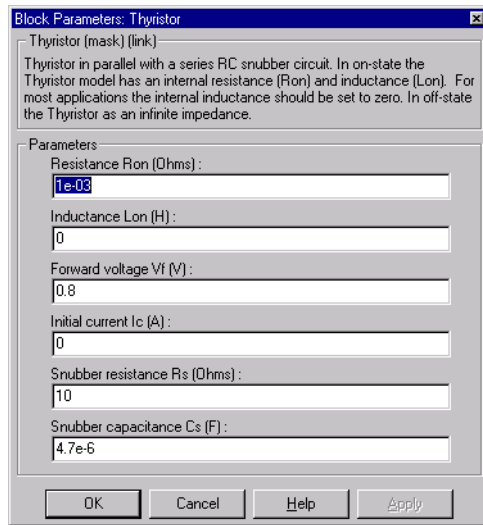 Block Parameters: Thyristor
Thyristor (mask) (link)
Thyristor in parallel with a series RC snubber circuit. In on-state the
Thyristor model has an internal resistance (Ron) and inductance (Lon). For
most applications the internal inductance should be set to zero. In off-state
the Thyristor as an infinite impedance.
Parameters
Resistance Ron (Ohms) :
1e-03
Inductance Lon (H) :
0
Forward voltage Vf (V) :
0.8
Initial current Ic (A) :
0
Snubber resistance Rs (Ohms) :
10
Snubber capacitance Cs (F) :
4.7e-6
OK Cancel Help Apply